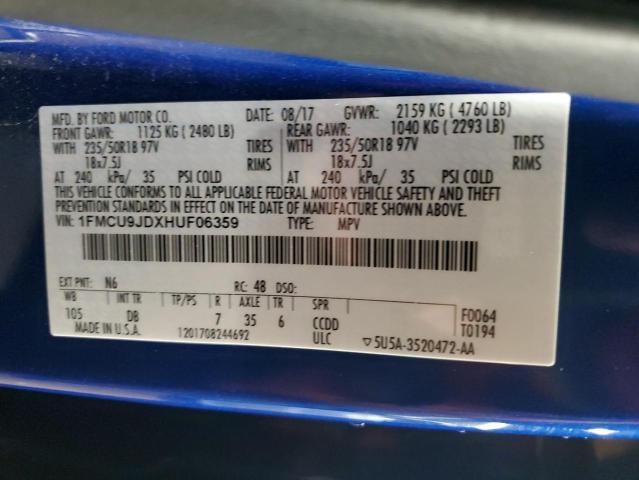 MFD. BY FORD MOTOR CO. DATE: 08/17 GVWR: 2159 KG ( 4760 LB)
FRONT GAWR: 1125 KG ( 2480 LB) REAR GAWR: 1040 KG ( 2293 LB)
WITH 235/50R18 97V TIRES WITH 235/50R18 97V TIRES
18x7.5J RIMS 18x7.5J RIMS
AT 240 kPa/ 35 PSI COLD AT 240 kPa/ 35 PSI COLD
THIS VEHICLE CONFORMS TO ALL APPLICABLE FEDERAL MOTOR VEHICLE SAFETY AND THEFT
PREVENTION STANDARDS IN EFFECT ON THE DATE OF MANUFACTURE SHOWN ABOVE.
VIN: 1FMCU9JDXHUF06359 TYPE: MPV
EXT PNT: N6 RC: 48 DSO:
WB INT TR TP/PS R AXLE TR SPR F0064
105 DB 7 35 6 CCDD T0194
MADE IN U.S.A. 1201708244692 ULC ▽5U5A-3520472-AA